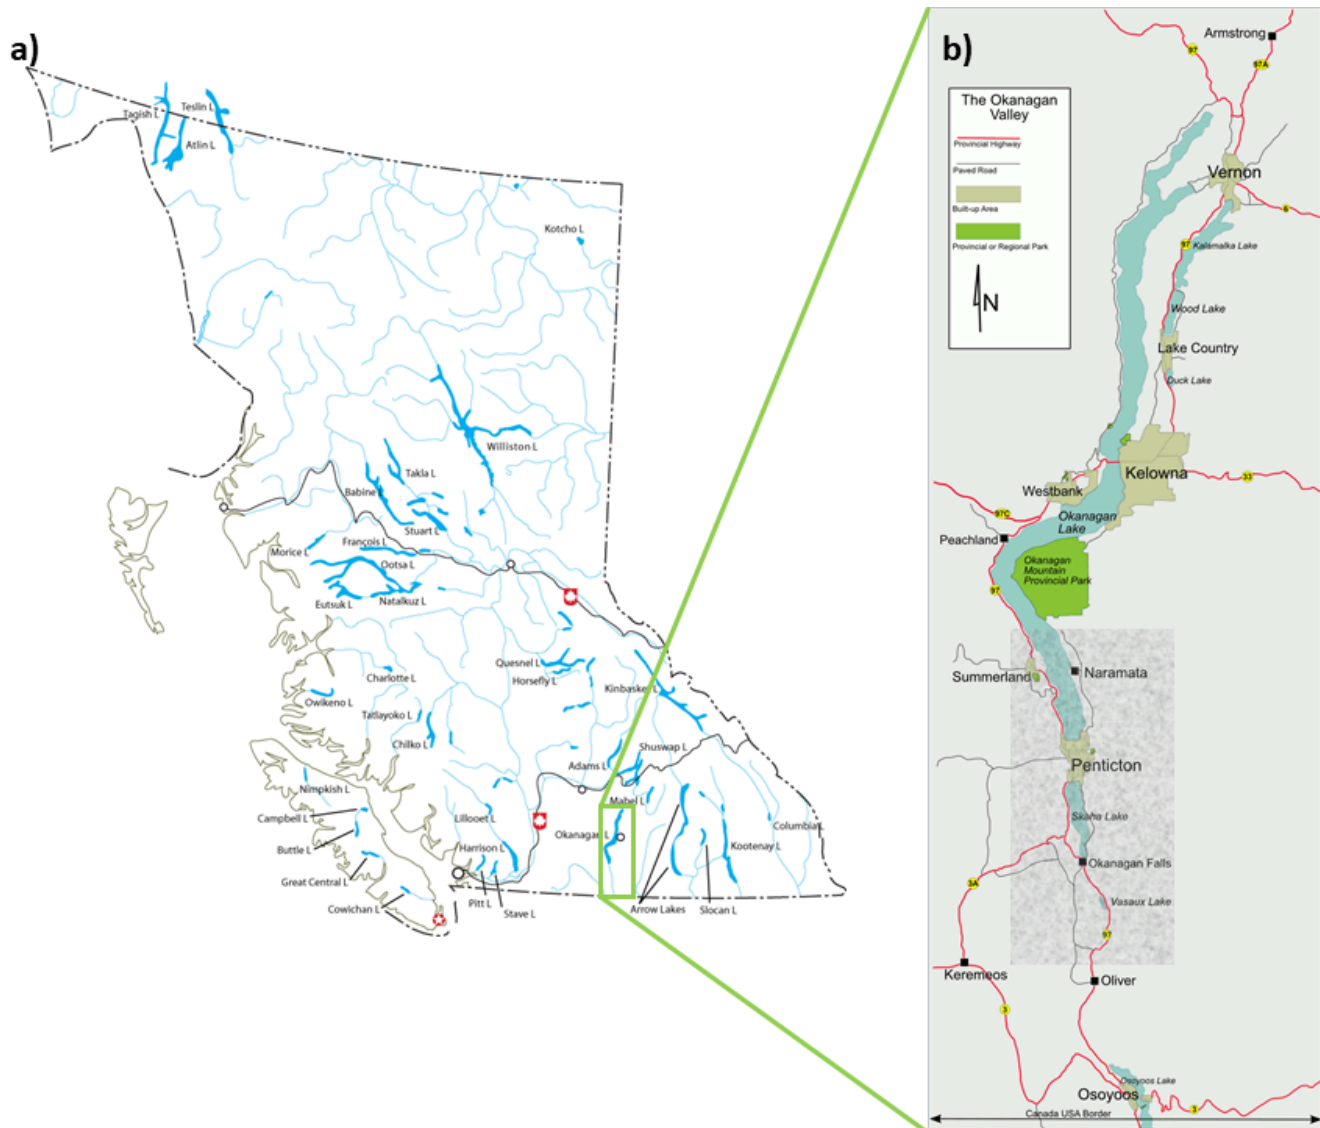 a)
Tagish L
Teslin L
Atlin L
Kotcho L
Williston L
Takla L
Babine L
Stuart L
Morice L
François L
Ootsa L
Eutsuk L
Natalkuz L
Quesnel L
Horsefly L
Kinbasket L
Charlotte L
Owikeno L
Tatlayoko L
Chilko L
Shuswap L
Adams L
Mabel L
Nimpkish L
Campbell L
Lillooet L
Okanagan L
Columbia L
Buttle L
Harrison L
Kootenay L
Great Central L
Pitt L
Stave L
Cowichan L
Arrow Lakes
Slocan L
b)
Armstrong
97
97A
The Okanagan
Valley
Provincial Highway
Paved Road
Built-up Area
Provincial or Regional Park
N
Vernon
6
97
Kalamalka Lake
Wood Lake
Lake Country
Duck Lake
Kelowna
33
Westbank
97C
Okanagan
Lake
Peachland
Okanagan
Mountain
Provincial Park
97
Summerland
Naramata
Penticton
Skaha Lake
Okanagan Falls
3A
Vasaux Lake
97
Keremeos
Oliver
3
Osoyoos Lake
Osoyoos
3
Canada USA Border